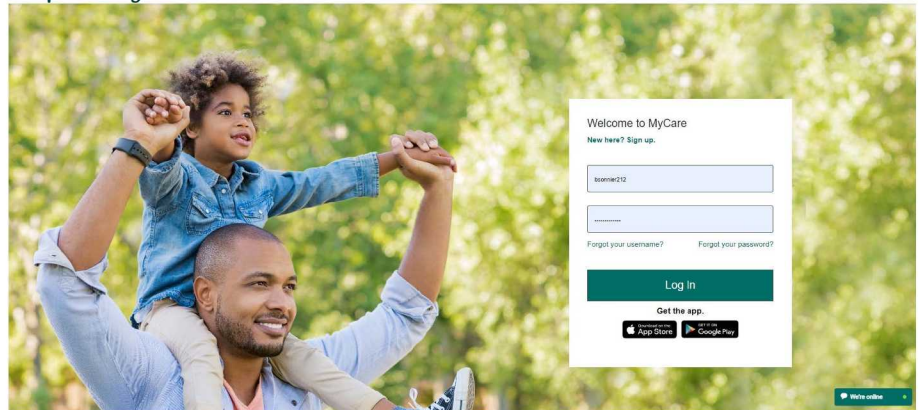 Welcome to MyCare
New here? Sign up.
bsonnier212
Forgot your username? Forgot your password?
Log In
Get the app.
Download on the App Store
GET IT ON Google Play
We're online